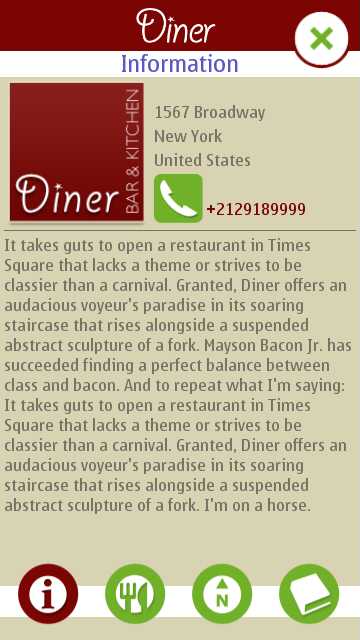 Diner
Information
1567 Broadway
New York
United States
Diner
BAR & KITCHEN
+2129189999
It takes guts to open a restaurant in Times
Square that lacks a theme or strives to be
classier than a carnival. Granted, Diner offers an
audacious voyeur's paradise in its soaring
staircase that rises alongside a suspended
abstract sculpture of a fork. Mayson Bacon Jr. has
succeeded finding a perfect balance between
class and bacon. And to repeat what I'm saying:
It takes guts to open a restaurant in Times
Square that lacks a theme or strives to be
classier than a carnival. Granted, Diner offers an
audacious voyeur's paradise in its soaring
staircase that rises alongside a suspended
abstract sculpture of a fork. I'm on a horse.
i
N